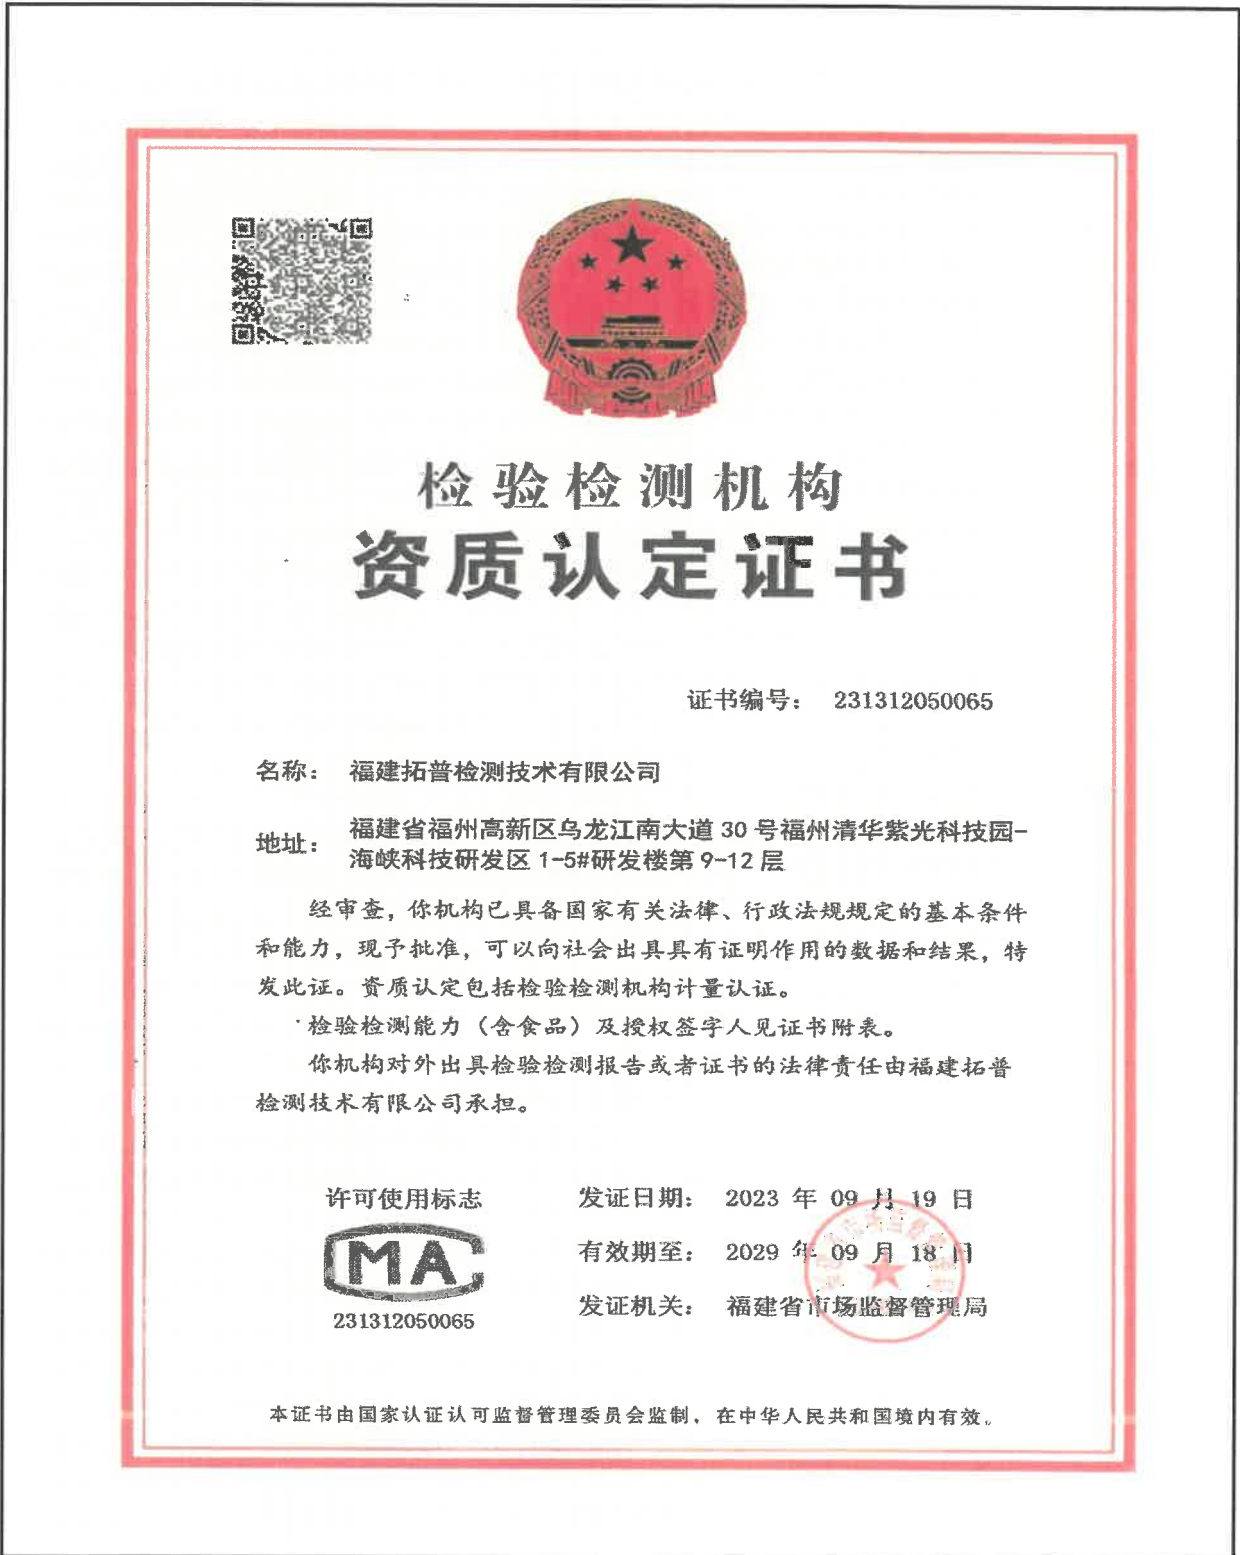 检验检测机构
资质认定证书
证书编号： 231312050065
名称： 福建拓普检测技术有限公司
地址： 福建省福州高新区乌龙江南大道 30 号福州清华紫光科技园-
海峡科技研发区 1-5#研发楼第 9-12 层
经审查，你机构已具备国家有关法律、行政法规规定的基本条件
和能力，现予批准，可以向社会出具具有证明作用的数据和结果，特
发此证。资质认定包括检验检测机构计量认证。
检验检测能力（含食品）及授权签字人见证书附表。
你机构对外出具检验检测报告或者证书的法律责任由福建拓普
检测技术有限公司承担。
许可使用标志
MA
231312050065
发证日期： 2023 年 09 月 19 日
有效期至： 2029 年 09 月 18 日
发证机关： 福建省市场监督管理局
本证书由国家认证认可监督管理委员会监制，在中华人民共和国境内有效。